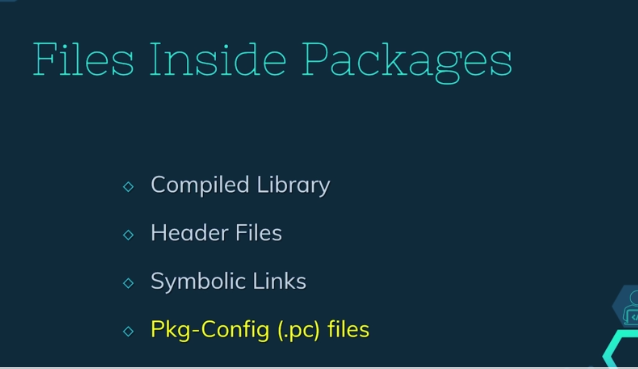 Files Inside Packages
Compiled Library
Header Files
Symbolic Links
Pkg-Config (.pc) files